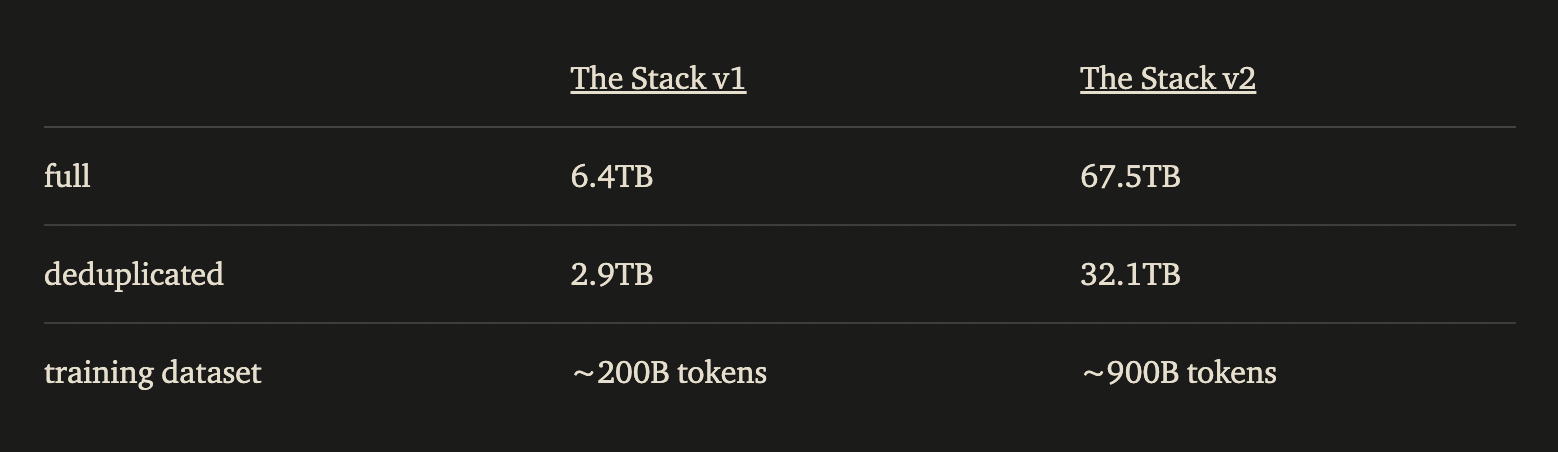 The Stack v1 The Stack v2
full 6.4TB 67.5TB
deduplicated 2.9TB 32.1TB
training dataset ~200B tokens ~900B tokens